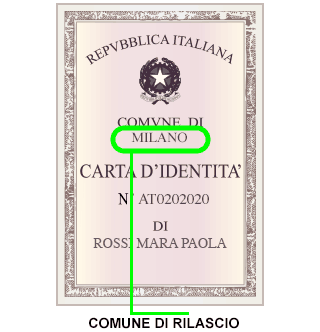 REPVBBLICA ITALIANA
COMVNE DI
MILANO
CARTA D'IDENTITA'
N° AT0202020
DI
ROSSI MARA PAOLA
COMUNE DI RILASCIO